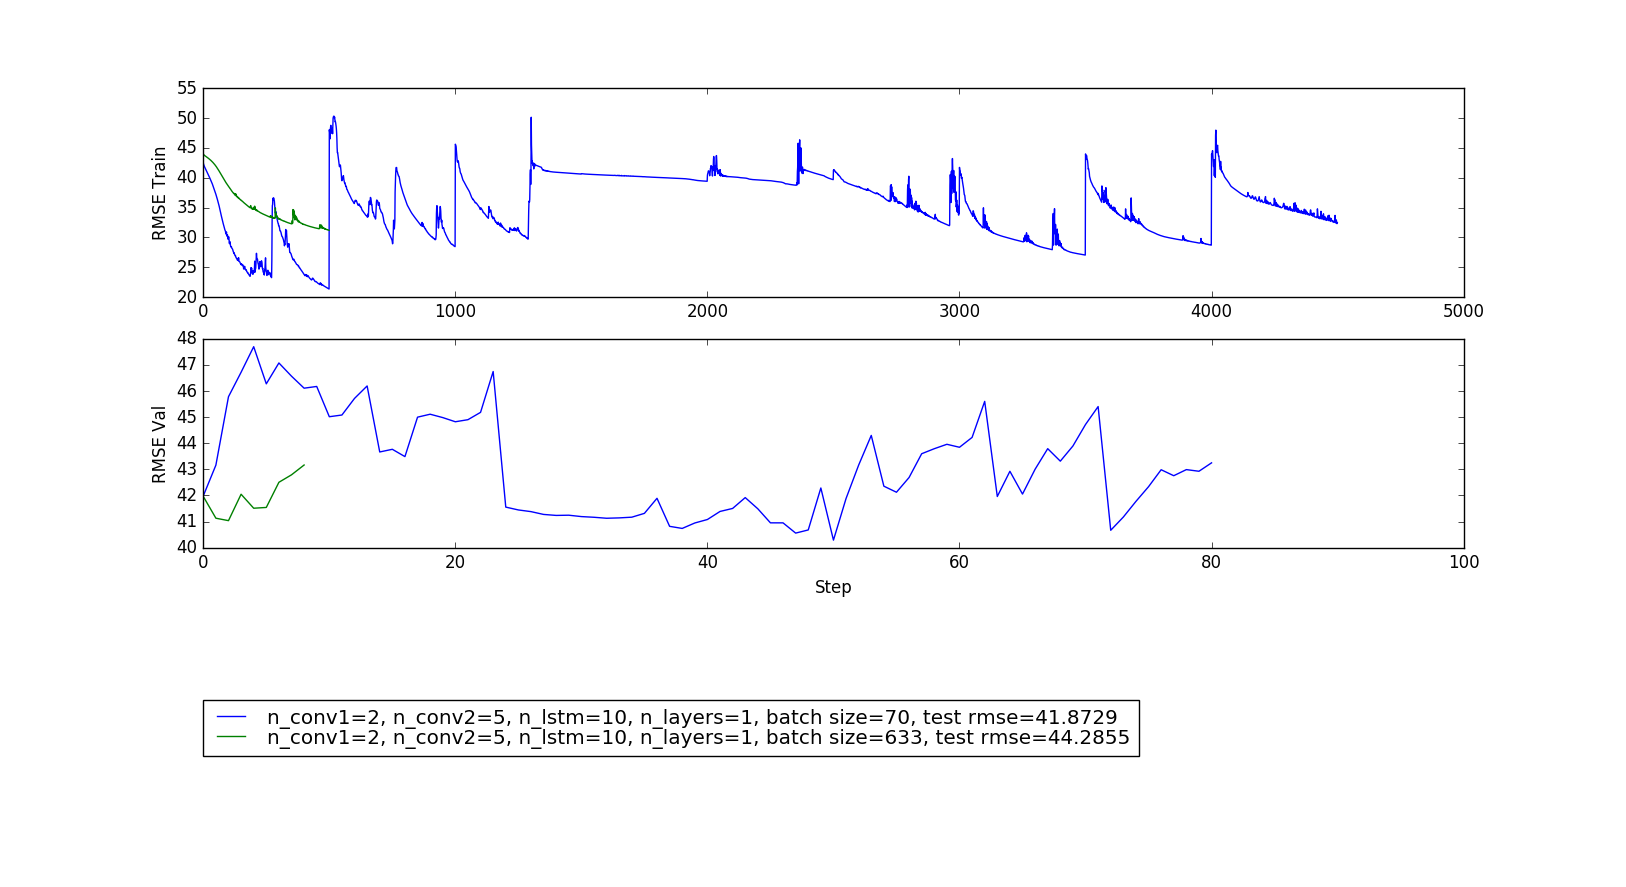 55
50
45
40
35
30
25
20
RMSE Train
0 1000 2000 3000 4000 5000
48
47
46
45
44
43
42
41
40
RMSE Val
0 20 40 60 80 100
Step
n_conv1=2, n_conv2=5, n_lstm=10, n_layers=1, batch size=70, test rmse=41.8729
n_conv1=2, n_conv2=5, n_lstm=10, n_layers=1, batch size=633, test rmse=44.2855